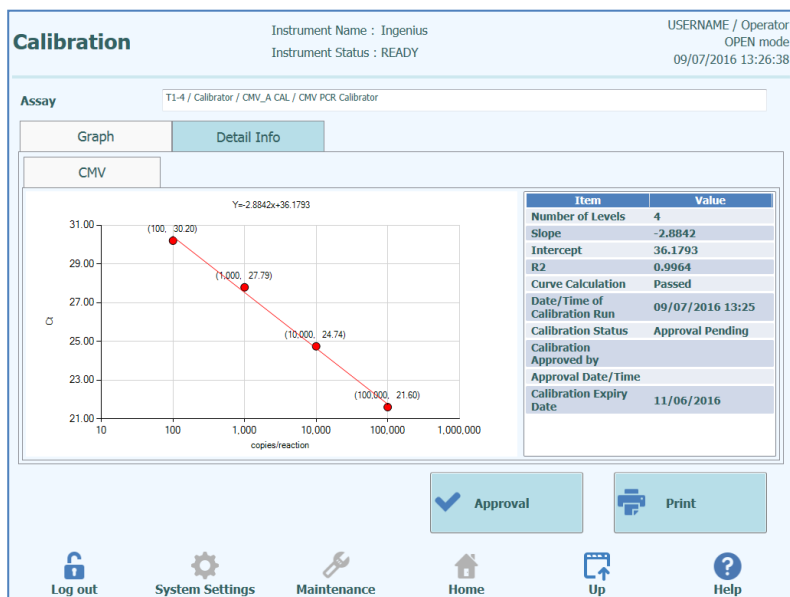 Calibration
Instrument Name : Ingenius
Instrument Status : READY
USERNAME / Operator
OPEN mode
09/07/2016 13:26:38
Assay
T1-4 / Calibrator / CMV_A CAL / CMV PCR Calibrator
Graph
Detail Info
CMV
Y=-2.8842x+36.1793
31.00
29.00
27.00
25.00
23.00
21.00
Ct
(100, 30.20)
(1,000, 27.79)
(10,000, 24.74)
(100,000, 21.60)
10
100
1,000
10,000
100,000
1,000,000
copies/reaction
Item Value
Number of Levels 4
Slope -2.8842
Intercept 36.1793
R2 0.9964
Curve Calculation Passed
Date/Time of
Calibration Run 09/07/2016 13:25
Calibration Status Approval Pending
Calibration
Approved by
Approval Date/Time
Calibration Expiry
Date 11/06/2016
Approval
Print
Log out
System Settings
Maintenance
Home
Up
Help